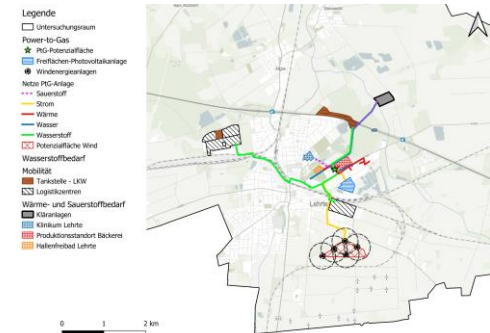 Legende
Untersuchungsraum
Power-to-Gas
PtG-Potenzialfläche
Freiflächen-Photovoltaikanlage
Windenergieanlagen
Netze PtG-Anlage
Sauerstoff
Strom
Wärme
Wasser
Wasserstoff
Potenzialfläche Wind
Wasserstoffbedarf
Mobilität
Tankstelle - LKW
Logistikzentren
Wärme- und Sauerstoffbedarf
Kläranlagen
Klinikum Lehrte
Produktionsstandort Bäckerei
Hallenfreibad Lehrte
Lehrte
0 1 2 km